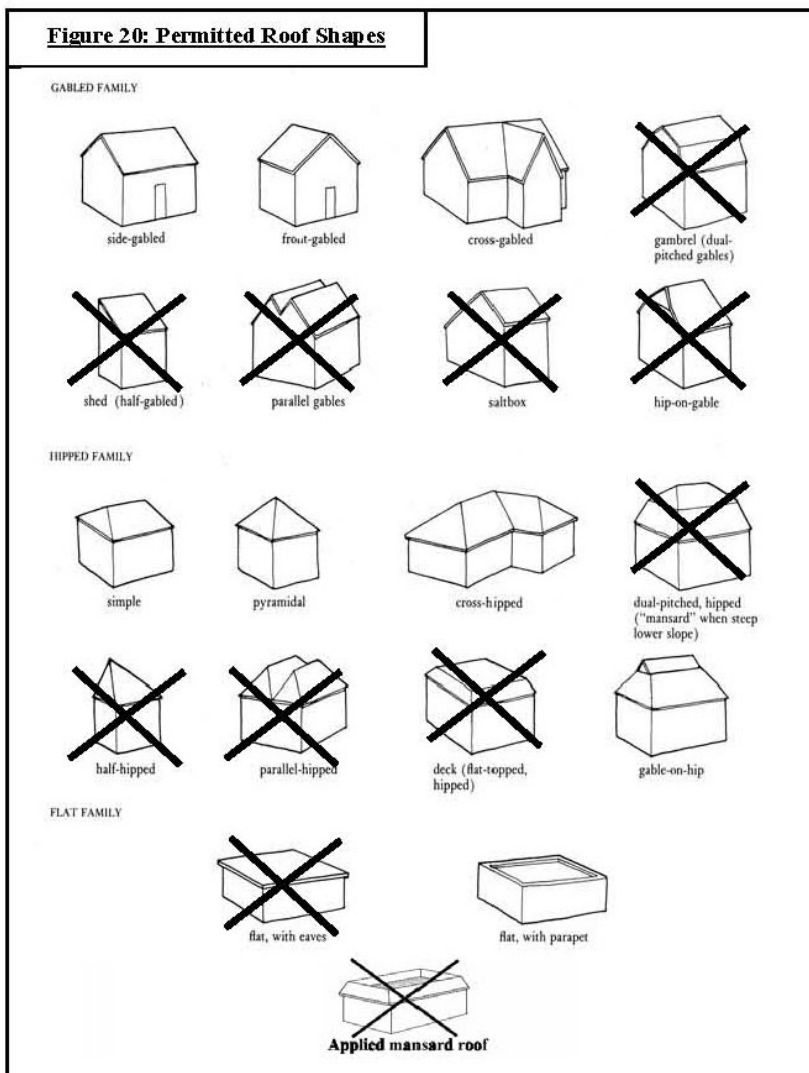 Figure 20: Permitted Roof Shapes
GABLED FAMILY
side-gabled
front-gabled
cross-gabled
gambrel (dual-
pitched gables)
shed (half-gabled)
parallel gables
saltbox
hip-on-gable
HIPPED FAMILY
simple
pyramidal
cross-hipped
dual-pitched, hipped
("mansard" when steep
lower slope)
half-hipped
parallel-hipped
deck (flat-topped,
hipped)
gable-on-hip
FLAT FAMILY
flat, with eaves
flat, with parapet
Applied mansard roof